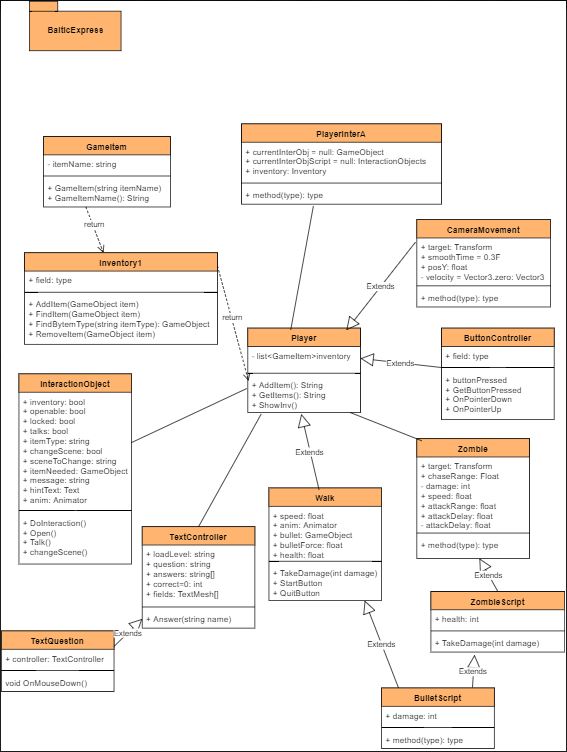 BalticExpress
GameItem
- itemName: string
+ GameItem(string itemName)
+ GameItemName(): String
return
PlayerInterA
+ currentInterObj = null: GameObject
+ currentInterObjScript = null: InteractionObjects
+ inventory: Inventory
+ method(type): type
CameraMovement
+ target: Transform
+ smoothTime = 0.3F
+ posY: float
- velocity = Vector3.zero: Vector3
+ method(type): type
Extends
Inventory1
+ field: type
+ AddItem(GameObject item)
+ FindItem(GameObject item)
+ FindBytemType(string itemType): GameObject
+ RemoveItem(GameObject item)
return
Player
- list<GameItem>inventory
+ AddItem(): String
+ GetItems(): String
+ ShowInv()
Extends
ButtonController
+ field: type
+ buttonPressed
+ GetButtonPressed
+ OnPointerDown
+ OnPointerUp
InteractionObject
+ inventory: bool
+ openable: bool
+ locked: bool
+ talks: bool
+ itemType: string
+ changeScene: bool
+ sceneToChange: string
+ itemNeeded: GameObject
+ message: string
+ hintText: Text
+ anim: Animator
+ DoInteraction()
+ Open()
+ Talk()
+ changeScene()
Extends
Zombie
+ target: Transform
+ chaseRange: Float
- damage: int
+ speed: float
+ attackRange: float
+ attackDelay: float
- attackDelay: float
+ method(type): type
Walk
+ speed: float
+ anim: Animator
+ bullet: GameObject
+ bulletForce: float
+ health: float
+ TakeDamage(int damage)
+ StartButton
+ QuitButton
TextController
+ loadLevel: string
+ question: string
+ answers: string[]
+ correct=0: int
+ fields: TextMesh[]
+ Answer(string name)
Extends
ZombieScript
+ health: int
+ TakeDamage(int damage)
Extends
TextQuestion
+ controller: TextController
void OnMouseDown()
Extends
Extends
BulletScript
+ damage: int
+ method(type): type